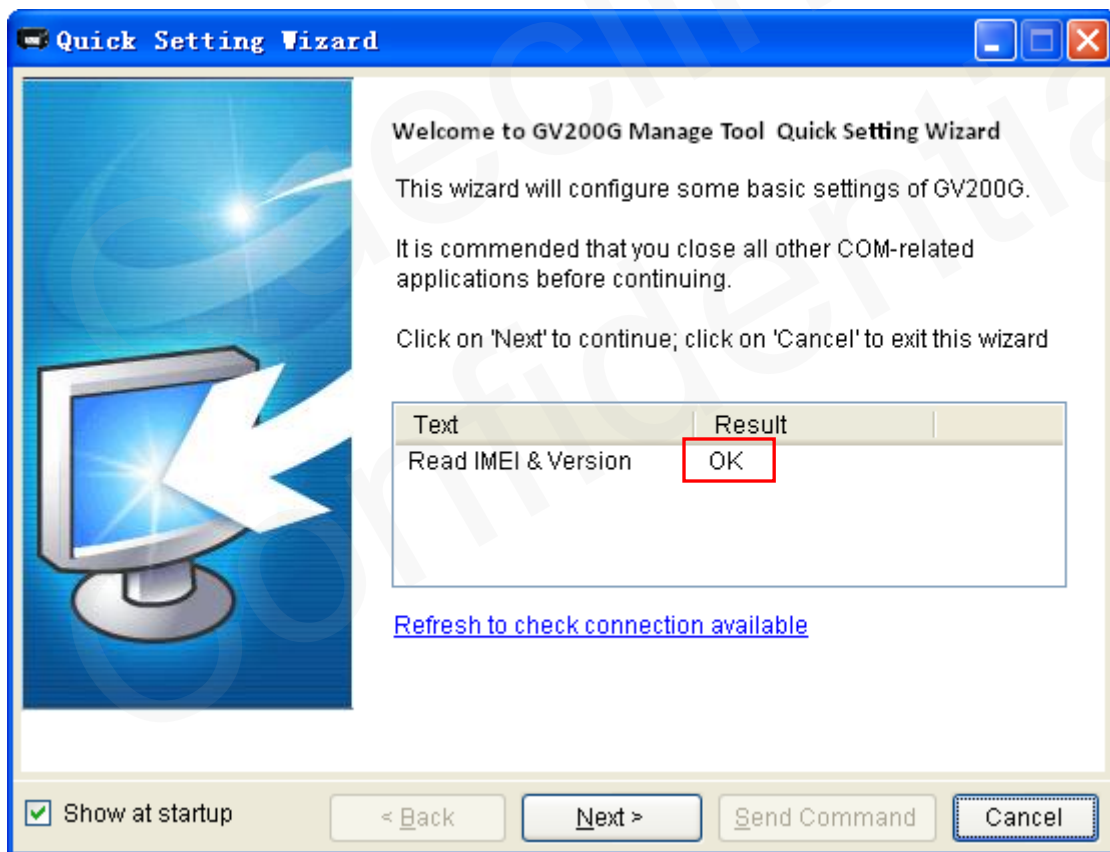 Quick Setting Wizard
Welcome to GV200G Manage Tool Quick Setting Wizard
This wizard will configure some basic settings of GV200G.
It is commended that you close all other COM-related
applications before continuing.
Click on 'Next' to continue; click on 'Cancel' to exit this wizard
Text Result
Read IMEI & Version OK
Refresh to check connection available
Show at startup < Back Next > Send Command Cancel
Confidential